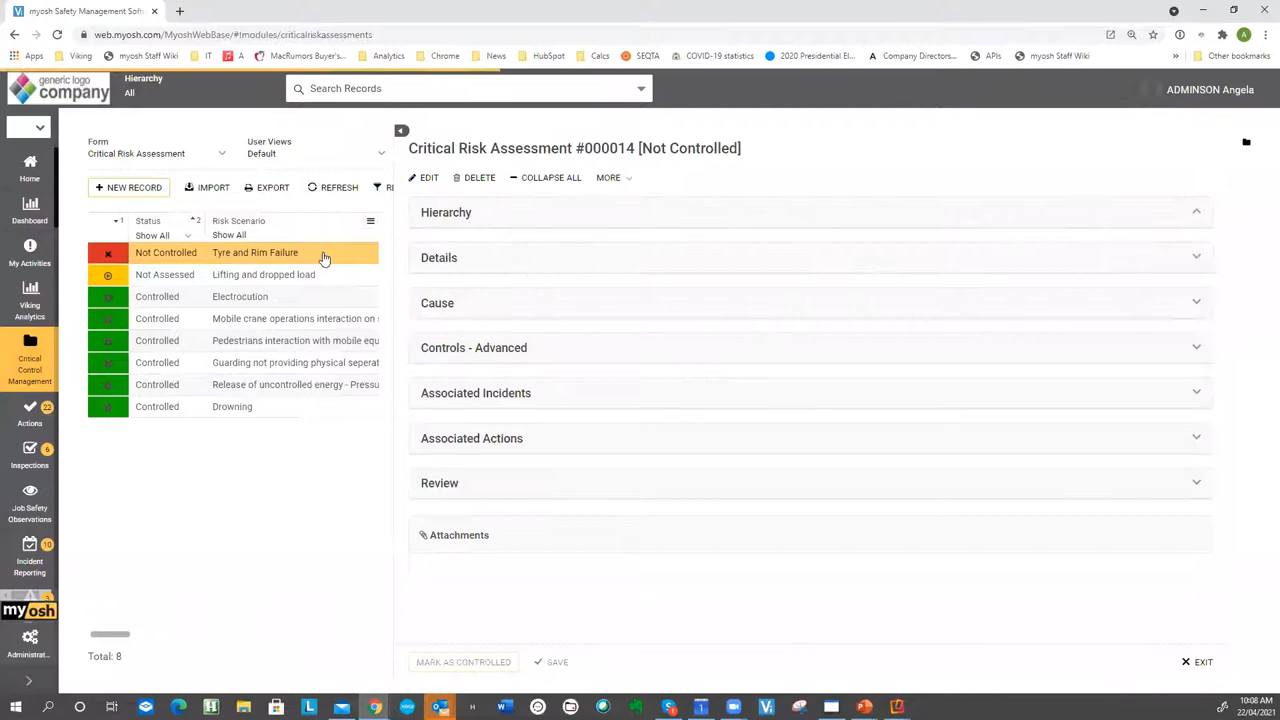 myosh Safety Management Soft
web.myosh.com/MyoshWebBase/#!modules/criticalriskassessments
Apps Viking myosh Staff Wiki IT A MacRumors Buyer's... Analytics Chrome News HubSpot Calcs SEQTA COVID-19 statistics 2020 Presidential El... Company Directors... APIs myosh Staff Wiki » Other bookmarks
generic logo
company
Hierarchy
All
Search Records
ADMINSON Angela
Home
Dashboard
My Activities
Viking
Analytics
Critical
Control
Management
Actions 22
Inspections 6
Job Safety
Observations
Incident
Reporting 10
3
myosh
Administrat...
Form
Critical Risk Assessment
User Views
Default
+ NEW RECORD IMPORT EXPORT REFRESH RE
1 Status 2 Risk Scenario
Show All Show All
Not Controlled Tyre and Rim Failure
Not Assessed Lifting and dropped load
Controlled Electrocution
Controlled Mobile crane operations interaction on s
Controlled Pedestrians interaction with mobile equ
Controlled Guarding not providing physical seperat
Controlled Release of uncontrolled energy - Pressu
Controlled Drowning
Total: 8
Critical Risk Assessment #000014 [Not Controlled]
EDIT DELETE COLLAPSE ALL MORE
Hierarchy
Details
Cause
Controls - Advanced
Associated Incidents
Associated Actions
Review
Attachments
MARK AS CONTROLLED SAVE EXIT
10:08 AM
22/04/2021